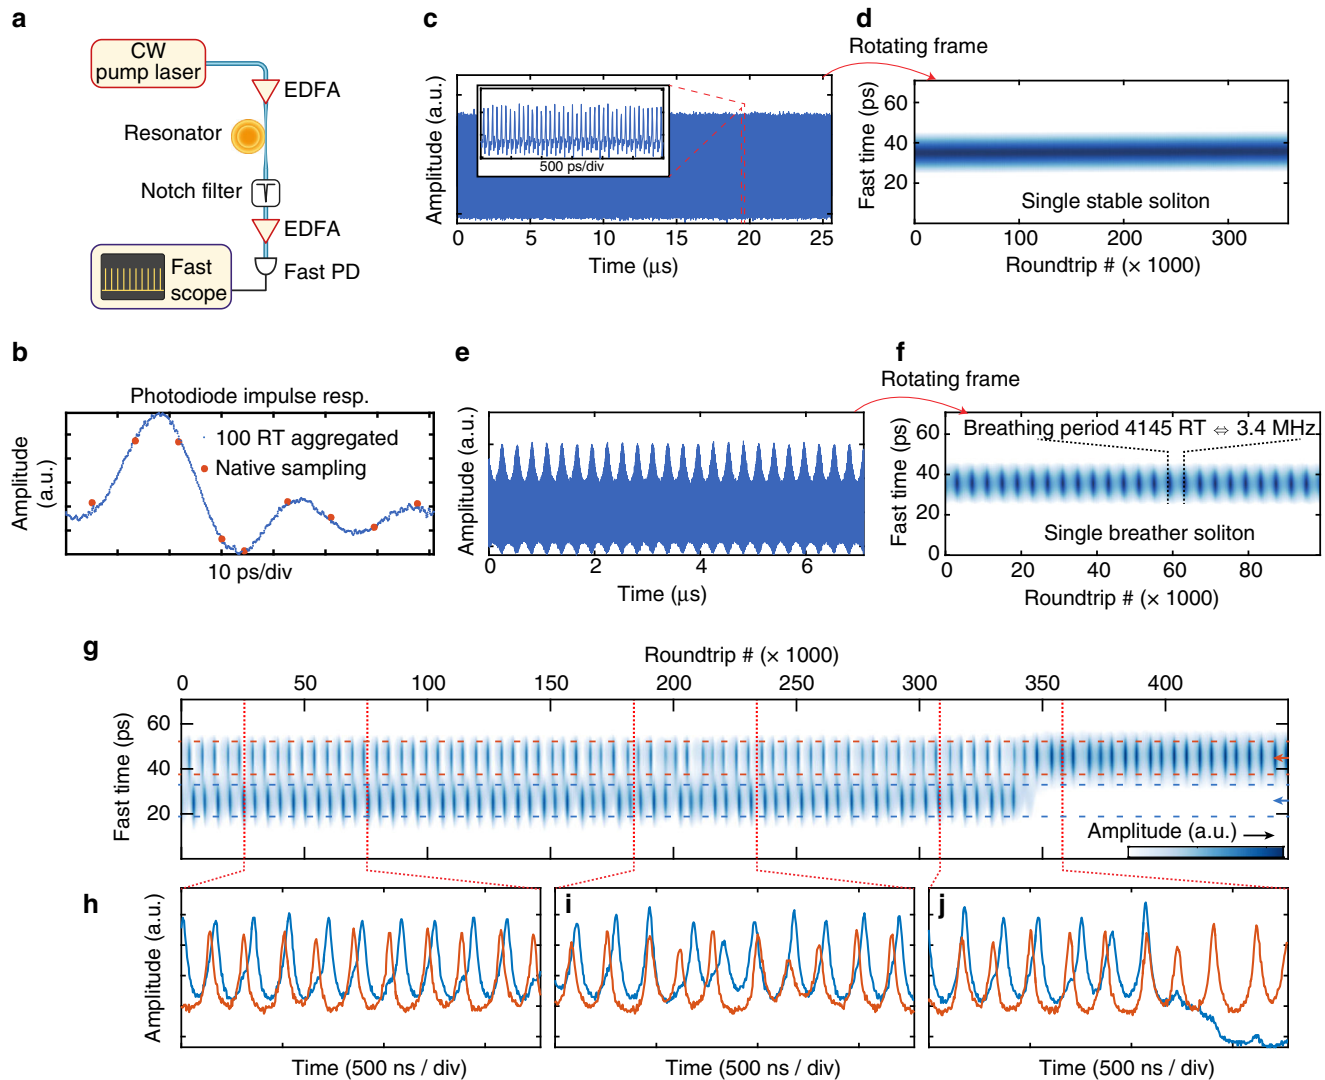 a
CW
pump laser
EDFA
Resonator
Notch filter
EDFA
Fast PD
Fast
scope
b
Photodiode impulse resp.
100 RT aggregated
Native sampling
Amplitude
(a.u.)
10 ps/div
c
Amplitude (a.u.)
500 ps/div
0 5 10 15 20 25
Time (μs)
Rotating frame
d
Fast time (ps)
60
40
20
Single stable soliton
0 100 200 300
Roundtrip # (× 1000)
e
Amplitude (a.u.)
0 2 4 6
Time (μs)
Rotating frame
f
Fast time (ps)
60
40
20
0
Breathing period 4145 RT ⇔ 3.4 MHz
Single breather soliton
0 20 40 60 80
Roundtrip # (× 1000)
g
Roundtrip # (× 1000)
0 50 100 150 200 250 300 350 400
Fast time (ps)
60
40
20
Amplitude (a.u.)
h
Amplitude (a.u.)
Time (500 ns / div)
i
Time (500 ns / div)
j
Time (500 ns / div)